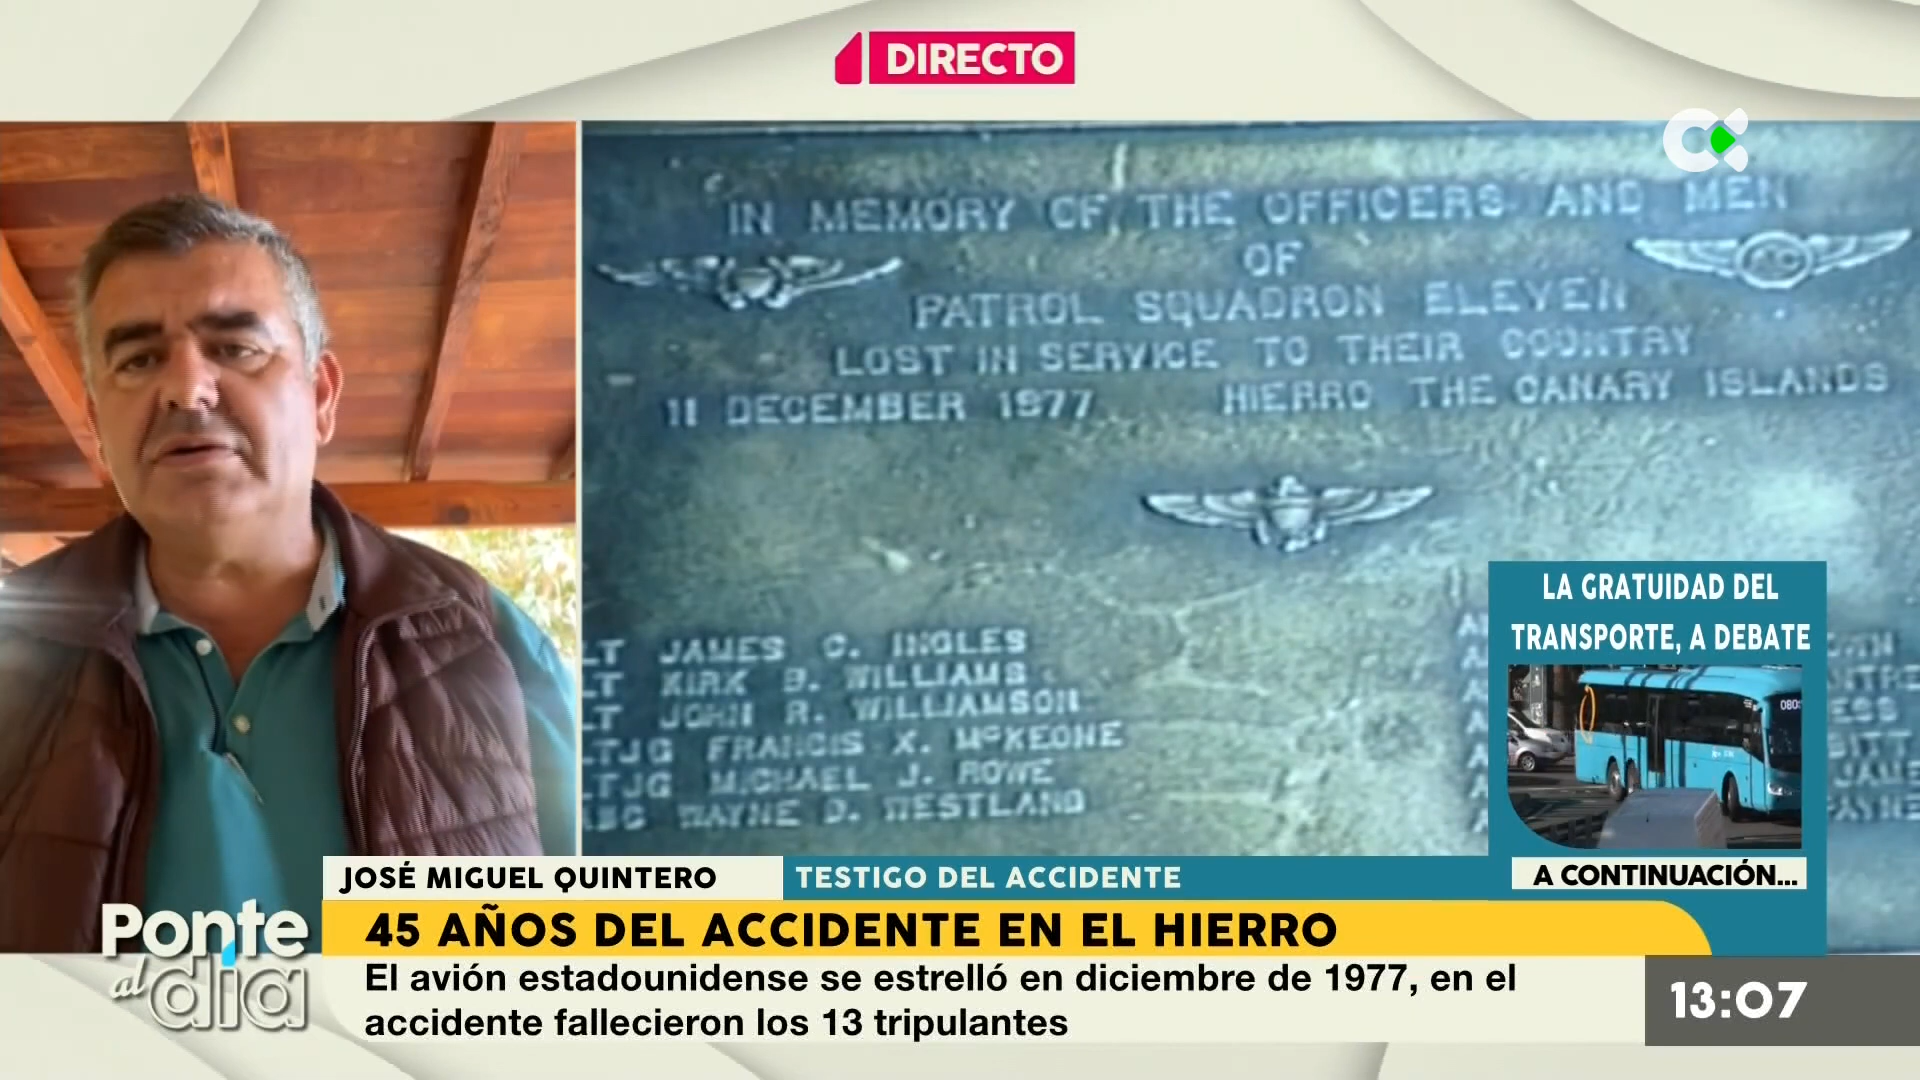 DIRECTO
IN MEMORY OF THE OFFICERS AND MEN
OF
PATROL SQUADRON ELEVEN
LOST IN SERVICE TO THEIR COUNTRY
11 DECEMBER 1977 HIERRO THE CANARY ISLANDS
LT JAMES C. INGLES
LT KIRK B. WILLIAMS
LT JOHN R. WILLIAMSON
LTJG FRANCIS X. McKEONE
LTJG MICHAEL J. ROWE
WAYNE D. WESTLAND
LA GRATUIDAD DEL
TRANSPORTE, A DEBATE
A CONTINUACIÓN...
JOSÉ MIGUEL QUINTERO
TESTIGO DEL ACCIDENTE
45 AÑOS DEL ACCIDENTE EN EL HIERRO
Ponte
al día
El avión estadounidense se estrelló en diciembre de 1977, en el
accidente fallecieron los 13 tripulantes
13:07